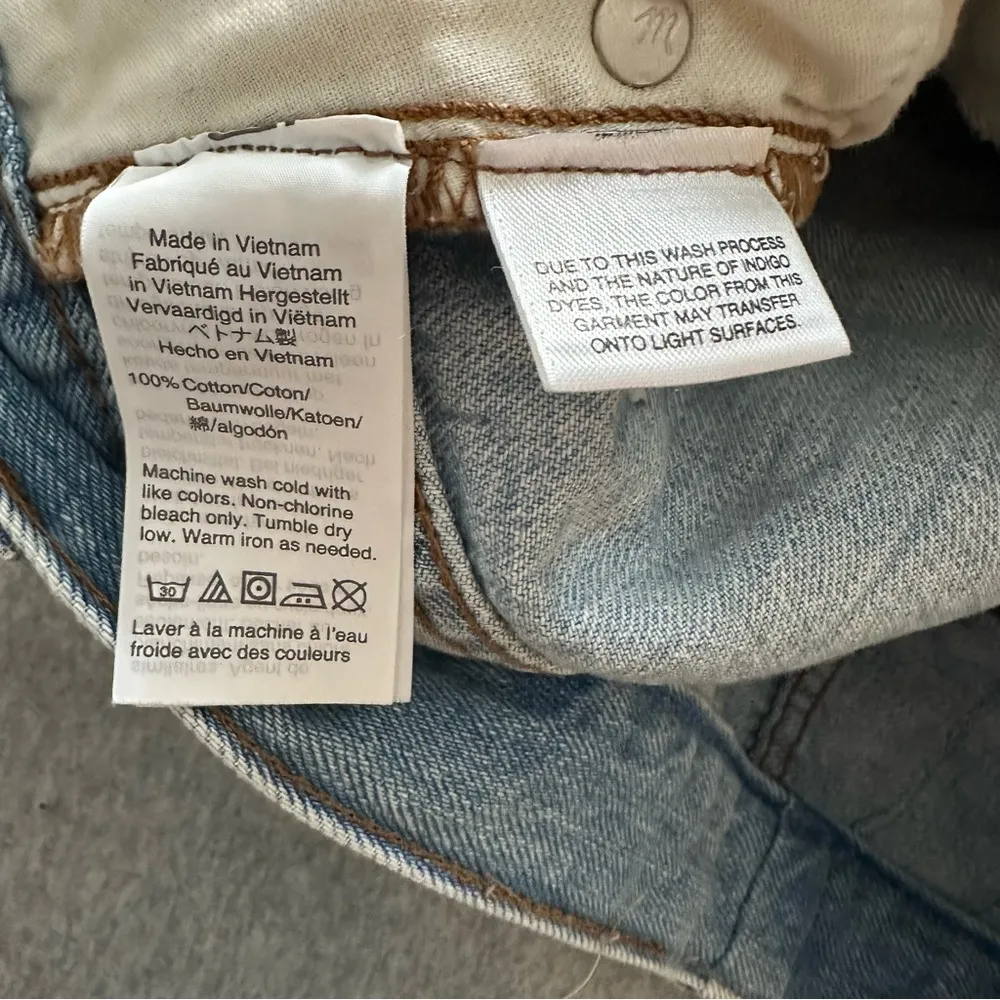 m
Made in Vietnam
Fabriqué au Vietnam
in Vietnam Hergestellt
Vervaardigd in Viëtnam
ベトナム製
Hecho en Vietnam
100% Cotton/Coton/
Baumwolle/Katoen/
綿/algodón
Machine wash cold with
like colors. Non-chlorine
bleach only. Tumble dry
low. Warm iron as needed.
30
Laver à la machine à l'eau
froide avec des couleurs
DUE TO THIS WASH PROCESS
AND THE NATURE OF INDIGO
DYES, THE COLOR FROM THIS
GARMENT MAY TRANSFER
ONTO LIGHT SURFACES.